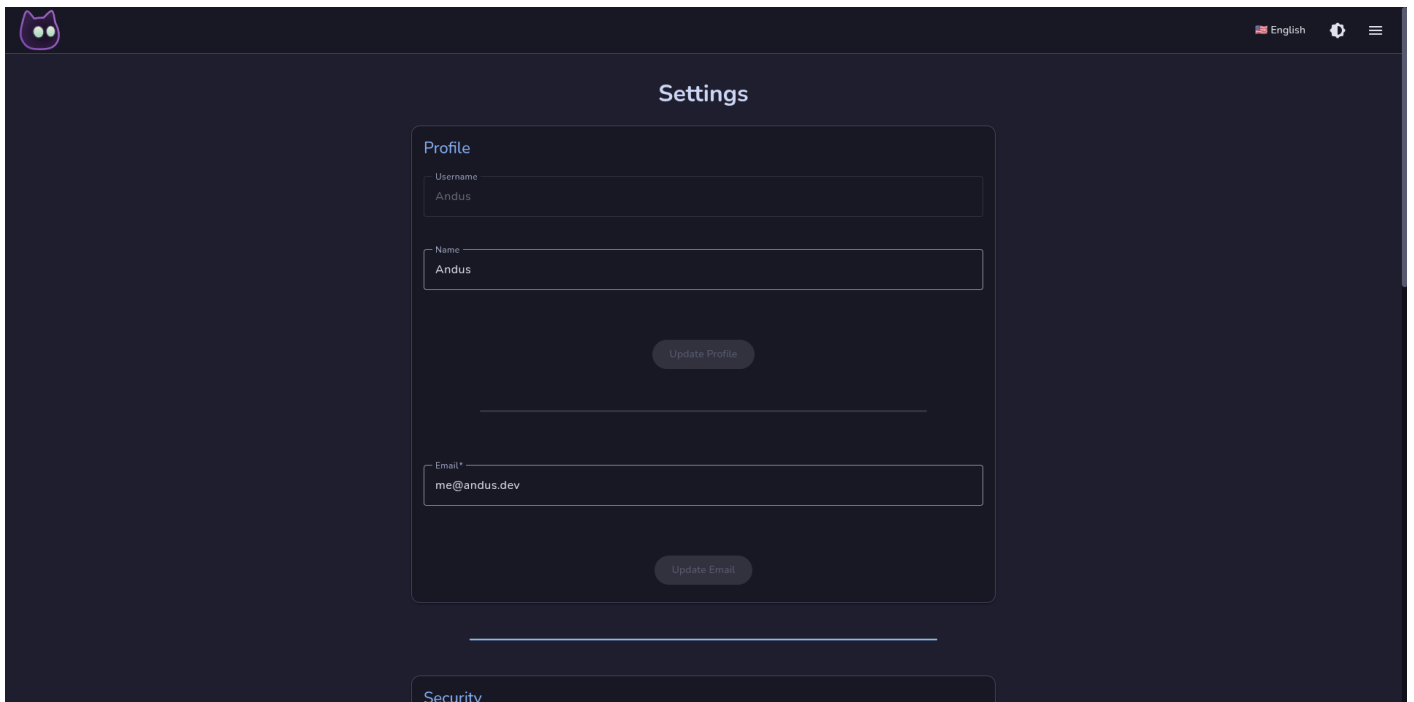 🇺🇸 English
Settings
Profile
Username
Andus
Name
Andus
Update Profile
Email*
me@andus.dev
Update Email
Security